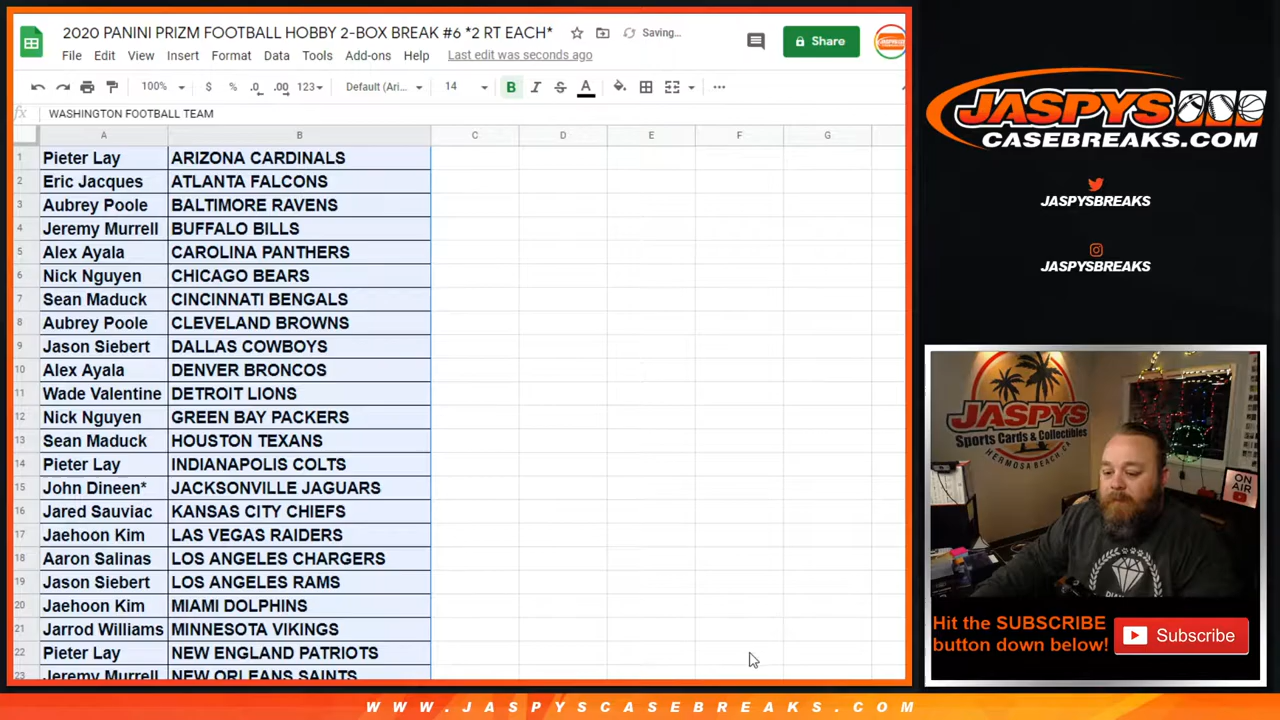 2020 PANINI PRIZM FOOTBALL HOBBY 2-BOX BREAK #6 *2 RT EACH*
Saving...
File Edit View Insert Format Data Tools Add-ons Help Last edit was seconds ago
Share
100% $ % .0 .00 123 Default (Ari... 14 B I S A
fx WASHINGTON FOOTBALL TEAM
A B C D E F G
1 Pieter Lay ARIZONA CARDINALS
2 Eric Jacques ATLANTA FALCONS
3 Aubrey Poole BALTIMORE RAVENS
4 Jeremy Murrell BUFFALO BILLS
5 Alex Ayala CAROLINA PANTHERS
6 Nick Nguyen CHICAGO BEARS
7 Sean Maduck CINCINNATI BENGALS
8 Aubrey Poole CLEVELAND BROWNS
9 Jason Siebert DALLAS COWBOYS
10 Alex Ayala DENVER BRONCOS
11 Wade Valentine DETROIT LIONS
12 Nick Nguyen GREEN BAY PACKERS
13 Sean Maduck HOUSTON TEXANS
14 Pieter Lay INDIANAPOLIS COLTS
15 John Dineen* JACKSONVILLE JAGUARS
16 Jared Sauviac KANSAS CITY CHIEFS
17 Jaehoon Kim LAS VEGAS RAIDERS
18 Aaron Salinas LOS ANGELES CHARGERS
19 Jason Siebert LOS ANGELES RAMS
20 Jaehoon Kim MIAMI DOLPHINS
21 Jarrod Williams MINNESOTA VIKINGS
22 Pieter Lay NEW ENGLAND PATRIOTS
23 Jeremy Murrell NEW ORLEANS SAINTS
JASPYS
CASEBREAKS.COM
JASPYSBREAKS
JASPYSBREAKS
JASPYS
Sports Cards & Collectibles
HERMOSA BEACH, CA
ON
AIR
Hit the SUBSCRIBE
button down below!
Subscribe
WWW.JASPYSCASEBREAKS.COM